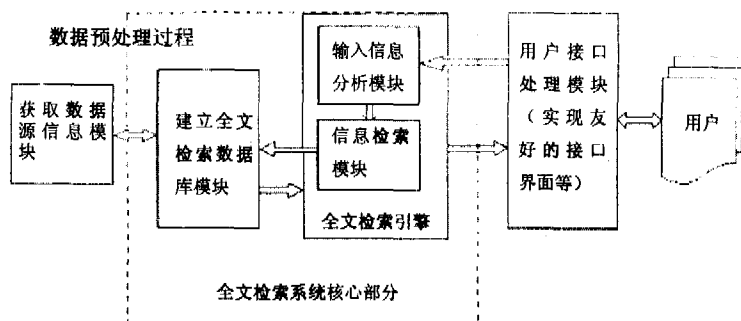 数据预处理过程
获取数据
源信息模
块
建立全文
检索数据
库模块
输入信息
分析模块
信息检索
模块
全文检索引擎
用户接口
处理模块
（实现友
好的接口
界面等）
用户
全文检索系统核心部分